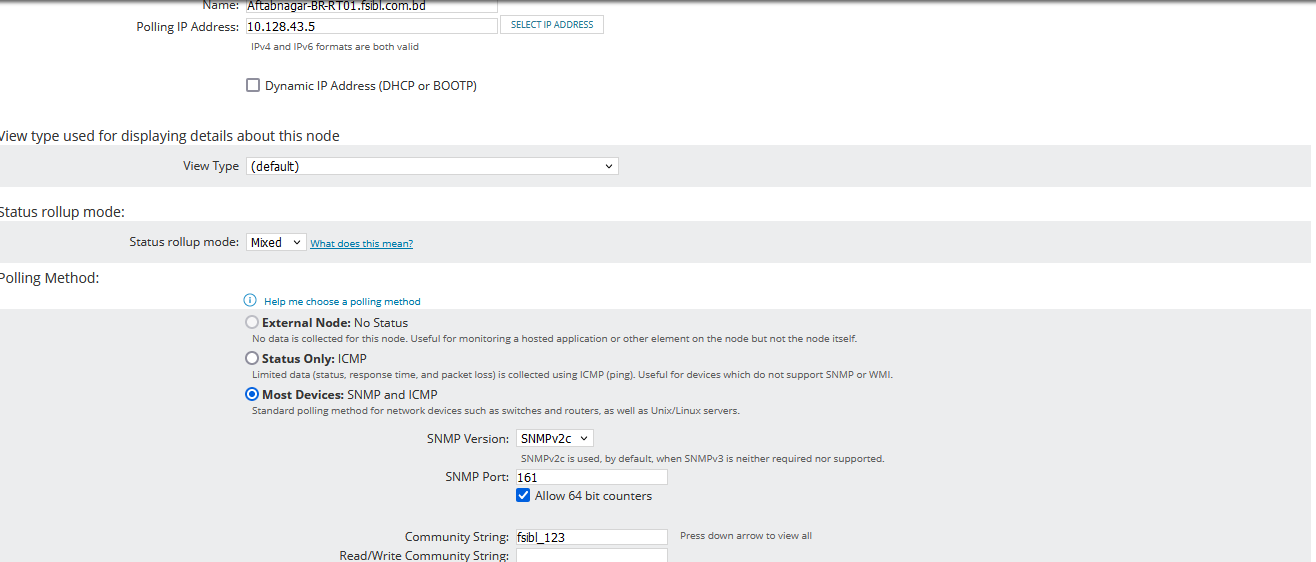 Name: Aftabnagar-BR-RT01.fsibl.com.bd
Polling IP Address: 10.128.43.5 SELECT IP ADDRESS
IPv4 and IPv6 formats are both valid
Dynamic IP Address (DHCP or BOOTP)
View type used for displaying details about this node
View Type (default)
Status rollup mode:
Status rollup mode: Mixed What does this mean?
Polling Method:
Help me choose a polling method
External Node: No Status
No data is collected for this node. Useful for monitoring a hosted application or other element on the node but not the node itself.
Status Only: ICMP
Limited data (status, response time, and packet loss) is collected using ICMP (ping). Useful for devices which do not support SNMP or WMI.
Most Devices: SNMP and ICMP
Standard polling method for network devices such as switches and routers, as well as Unix/Linux servers.
SNMP Version: SNMPv2c
SNMPv2c is used, by default, when SNMPv3 is neither required nor supported.
SNMP Port: 161
Allow 64 bit counters
Community String: fsibl_123 Press down arrow to view all
Read/Write Community String: